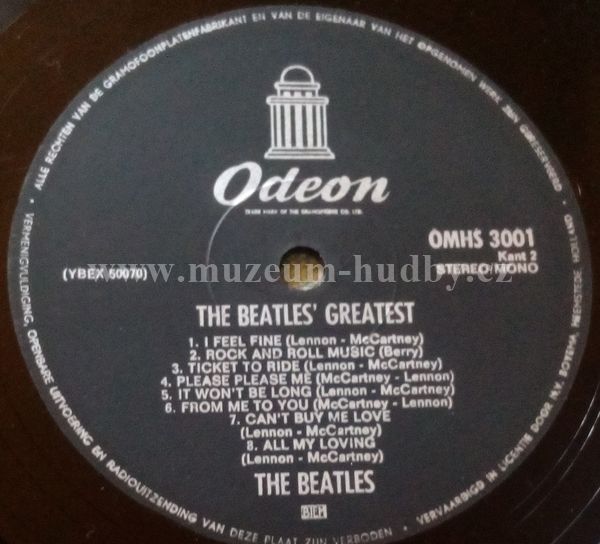 ALLE RECHTEN VAN DE GRAMOFOONPLATENFABRIKANT EN VAN DE EIGENAAR VAN HET OPGENOMEN WERK ZIJN GERESERVEERD
Odeon
TRADE MARK OF THE GRAMOPHONE CO. LTD.
OMHS 3001
Kant 2
(YBEX 50070)
STEREO/MONO
www.muzeum-hudby.cz
THE BEATLES' GREATEST
1. I FEEL FINE (Lennon - McCartney)
2. ROCK AND ROLL MUSIC (Berry)
3. TICKET TO RIDE (Lennon - McCartney)
4. PLEASE PLEASE ME (McCartney - Lennon)
5. IT WON'T BE LONG (Lennon - McCartney)
6. FROM ME TO YOU (McCartney - Lennon)
7. CAN'T BUY ME LOVE
(Lennon - McCartney)
8. ALL MY LOVING
(Lennon - McCartney)
THE BEATLES
BIEM
VERMENIGVULDIGING, OPENBARE UITVOERING EN RADIOUITZENDING VAN DEZE PLAAT ZIJN VERBODEN
VERVAARDIGD IN LICENTIE DOOR N.V. BOVEMA, HEEMSTEDE HOLLAND